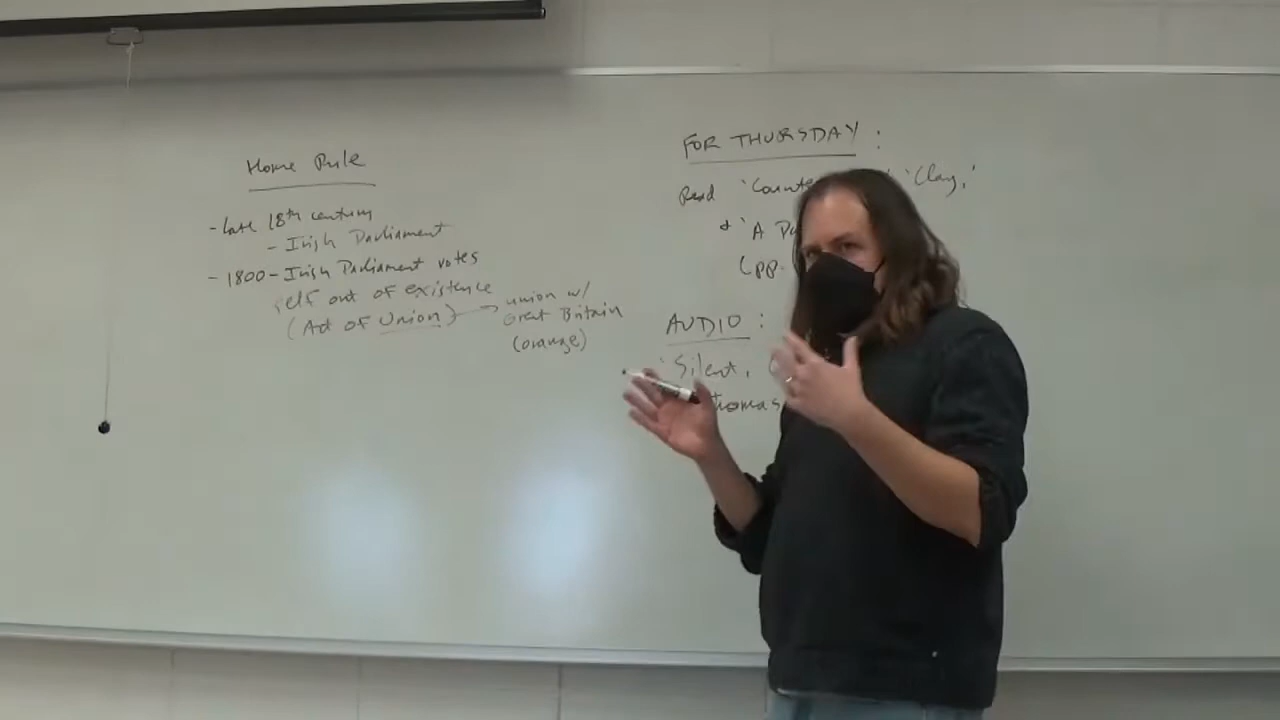 Home Rule
- Late 18th century
- Irish Parliament
- 1800 - Irish Parliament votes
self out of existence
(Act of Union) → union w/
Great Britain
(orange)
FOR THURSDAY :
Read 'Counte 'Clay,'
+ 'A
(pp.
AUDIO :
'Silent,
Thomas